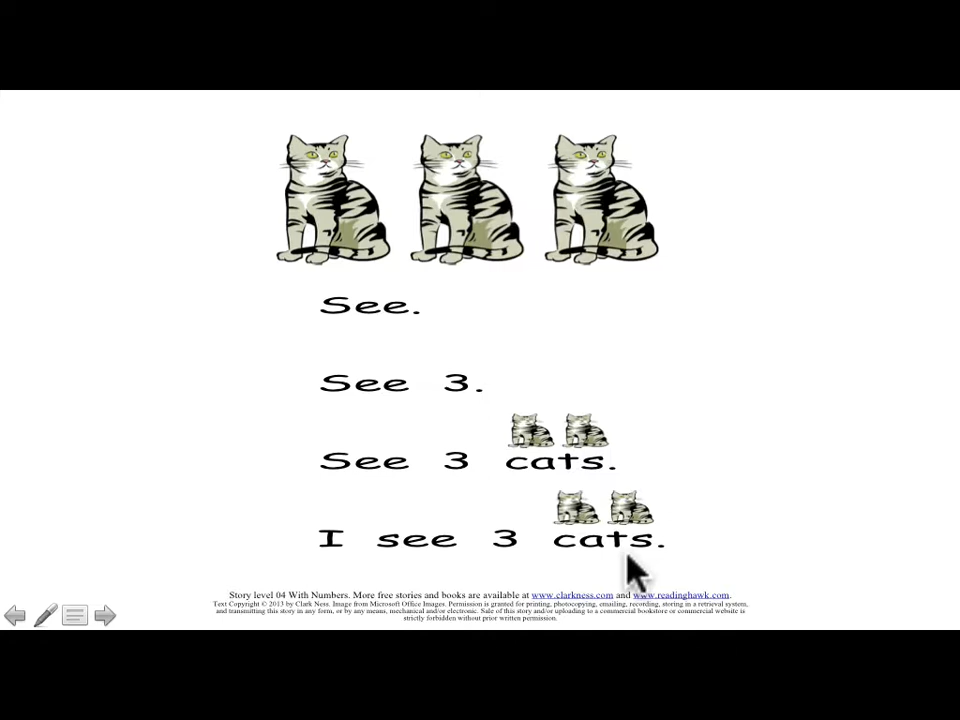 See.
See 3.
See 3 cats.
I see 3 cats.
Story level 04 With Numbers. More free stories and books are available at www.clarkness.com and www.readinghawk.com.
Text Copyright © 2013 by Clark Ness. Image from Microsoft Office Images. Permission is granted for printing, photocopying, emailing, recording, storing in a retrieval system,
and transmitting this story in any form, or by any means, mechanical and/or electronic. Sale of this story and/or uploading to a commercial bookstore or commercial website is
strictly forbidden without prior written permission.